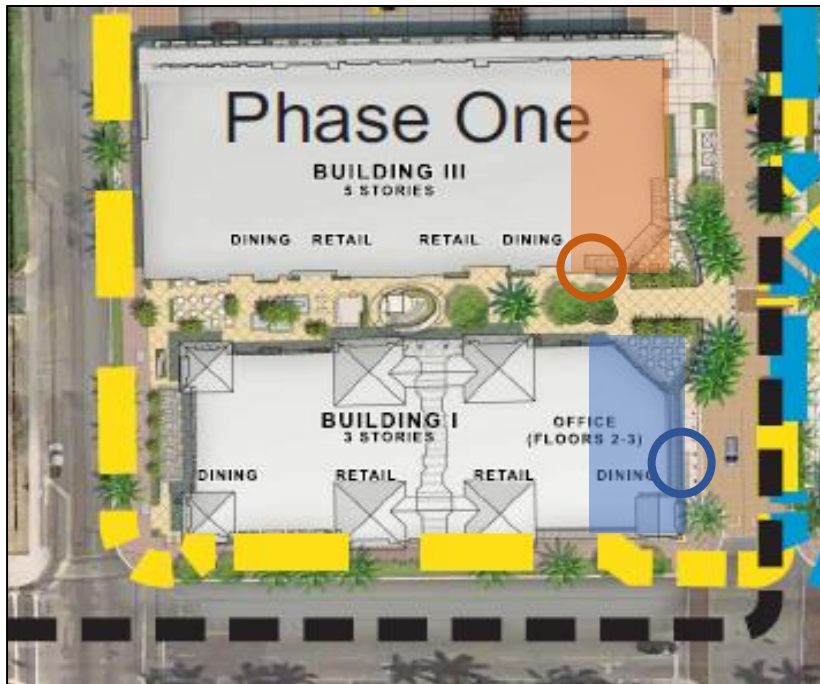 Phase One
BUILDING III
5 STORIES
DINING RETAIL RETAIL DINING
BUILDING I
3 STORIES
OFFICE
(FLOORS 2-3)
DINING RETAIL RETAIL DINING